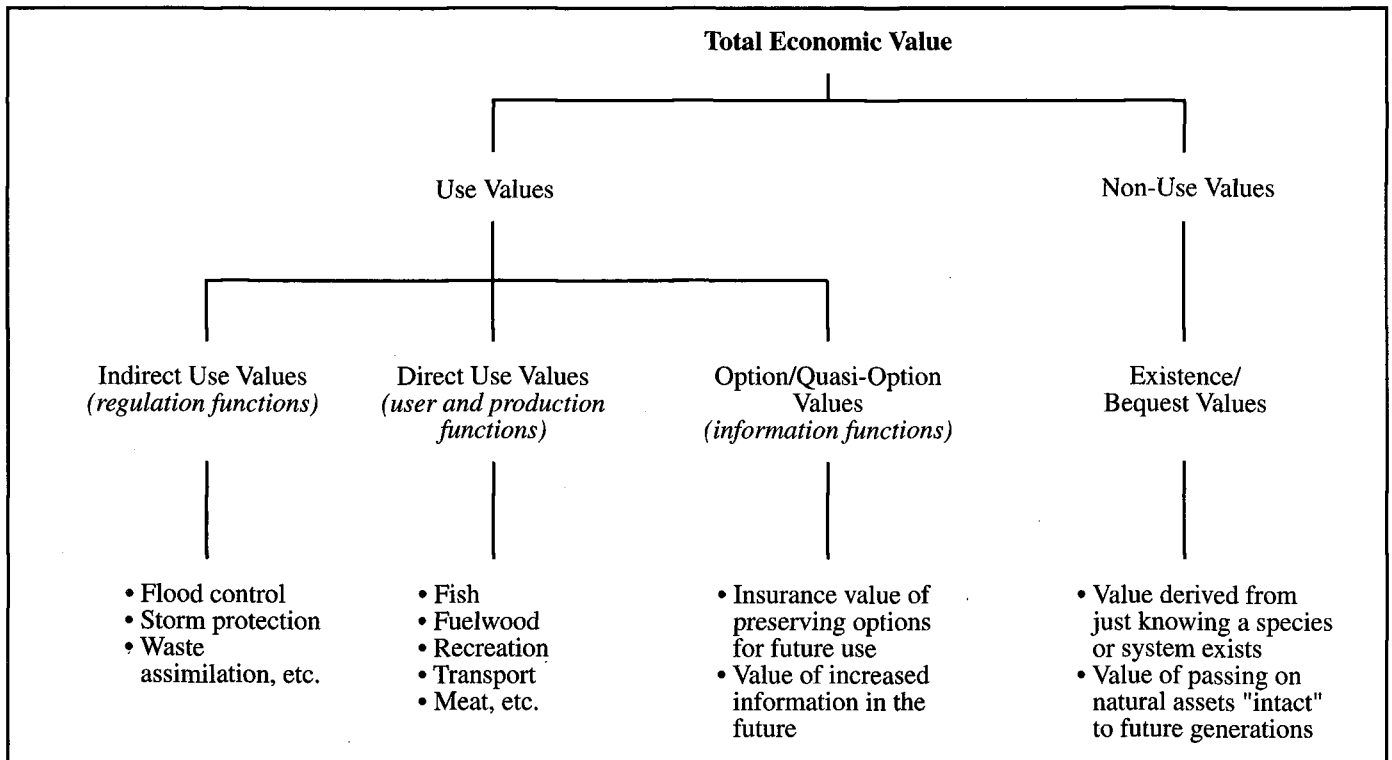 Total Economic Value
Use Values
Non-Use Values
Indirect Use Values
(regulation functions)
Direct Use Values
(user and production
functions)
Option/Quasi-Option
Values
(information functions)
Existence/
Bequest Values
• Flood control
• Storm protection
• Waste
assimilation, etc.
• Fish
• Fuelwood
• Recreation
• Transport
• Meat, etc.
• Insurance value of
preserving options
for future use
• Value of increased
information in the
future
• Value derived from
just knowing a species
or system exists
• Value of passing on
natural assets "intact"
to future generations